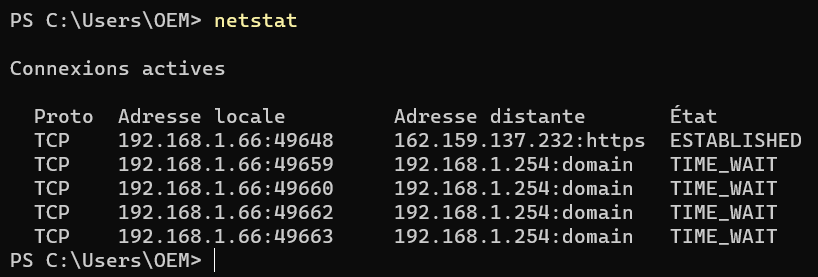 PS C:\Users\OEM> netstat
Connexions actives
Proto  Adresse locale         Adresse distante       État
TCP    192.168.1.66:49648     162.159.137.232:https  ESTABLISHED
TCP    192.168.1.66:49659     192.168.1.254:domain   TIME_WAIT
TCP    192.168.1.66:49660     192.168.1.254:domain   TIME_WAIT
TCP    192.168.1.66:49662     192.168.1.254:domain   TIME_WAIT
TCP    192.168.1.66:49663     192.168.1.254:domain   TIME_WAIT
PS C:\Users\OEM>